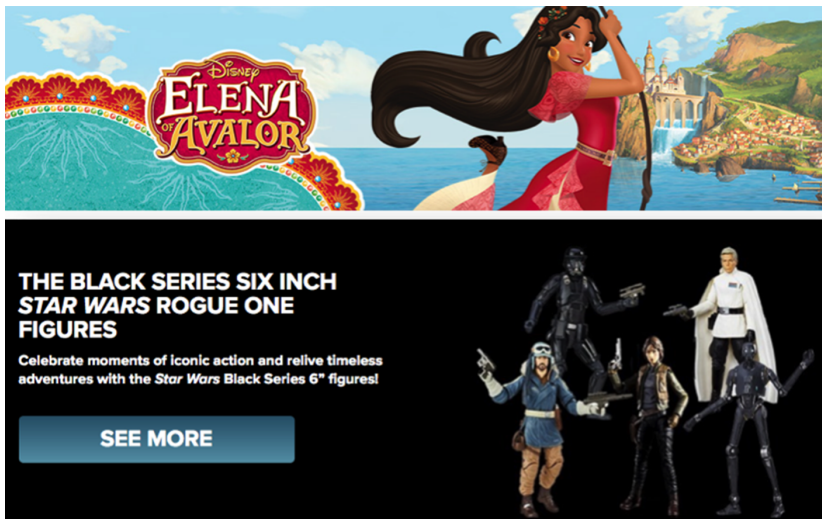 Disney
ELENA
OF AVALOR
THE BLACK SERIES SIX INCH
STAR WARS ROGUE ONE
FIGURES
Celebrate moments of iconic action and relive timeless
adventures with the Star Wars Black Series 6” figures!
SEE MORE